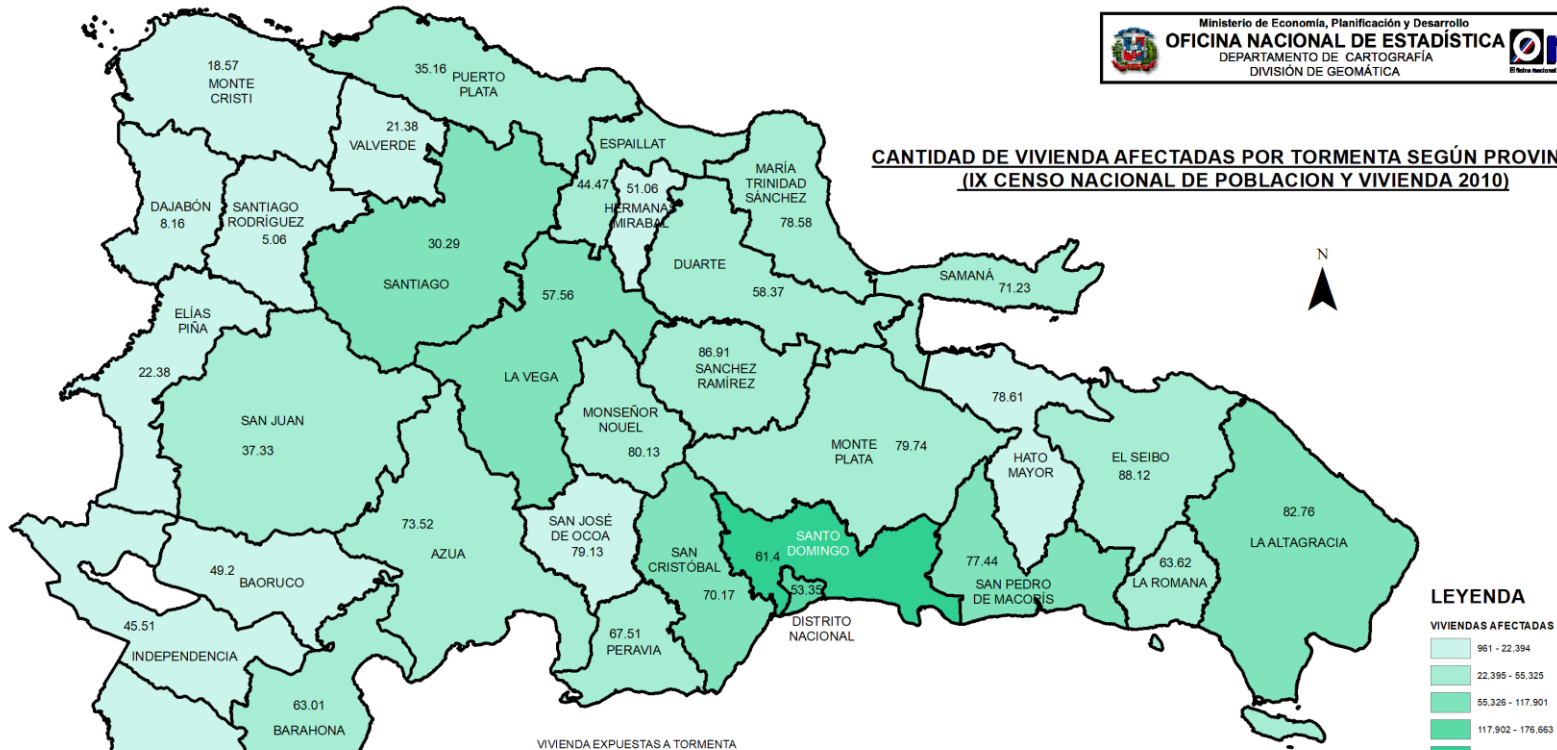 Ministerio de Economía, Planificación y Desarrollo
OFICINA NACIONAL DE ESTADÍSTICA
DEPARTAMENTO DE CARTOGRAFÍA
DIVISIÓN DE GEOMÁTICA
CANTIDAD DE VIVIENDA AFECTADAS POR TORMENTA SEGÚN PROVIN
(IX CENSO NACIONAL DE POBLACION Y VIVIENDA 2010)
N
18.57
MONTE
CRISTI
35.16
PUERTO
PLATA
21.38
VALVERDE
ESPAILLAT
44.47
51.06
HERMANAS
MIRABAL
MARÍA
TRINIDAD
SÁNCHEZ
78.58
DAJABÓN
8.16
SANTIAGO
RODRÍGUEZ
5.06
30.29
SANTIAGO
DUARTE
58.37
SAMANÁ
71.23
57.56
LA VEGA
ELÍAS
PIÑA
22.38
86.91
SANCHEZ
RAMÍREZ
78.61
HATO
MAYOR
SAN JUAN
37.33
MONSEÑOR
NOUEL
80.13
MONTE
PLATA
79.74
EL SEIBO
88.12
82.76
LA ALTAGRACIA
73.52
AZUA
SAN JOSÉ
DE OCOA
79.13
SAN
CRISTÓBAL
70.17
SANTO
DOMINGO
61.4
53.35
DISTRITO
NACIONAL
77.44
SAN PEDRO
DE MACORÍS
63.62
LA ROMANA
49.2
BAORUCO
45.51
INDEPENDENCIA
67.51
PERAVIA
63.01
BARAHONA
VIVIENDA EXPUESTAS A TORMENTA
LEYENDA
VIVIENDAS AFECTADAS
961 - 22,394
22,395 - 55,325
55,326 - 117,901
117,902 - 176,663